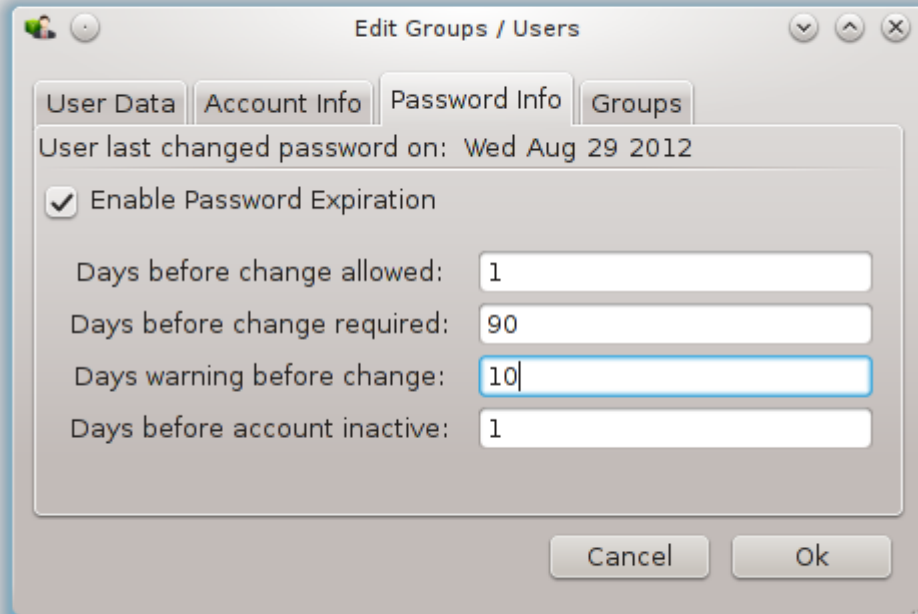 Edit Groups / Users
User Data Account Info Password Info Groups
User last changed password on: Wed Aug 29 2012
Enable Password Expiration
Days before change allowed: 1
Days before change required: 90
Days warning before change: 10
Days before account inactive: 1
Cancel Ok